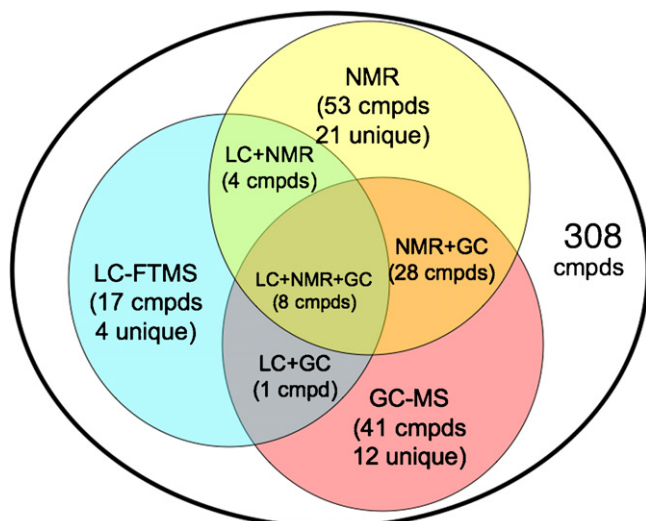 NMR
(53 cmpds
21 unique)
LC+NMR
(4 cmpds)
308
cmpds
NMR+GC
(28 cmpds)
LC-FTMS
(17 cmpds
4 unique)
LC+NMR+GC
(8 cmpds)
LC+GC
(1 cmpd)
GC-MS
(41 cmpds
12 unique)